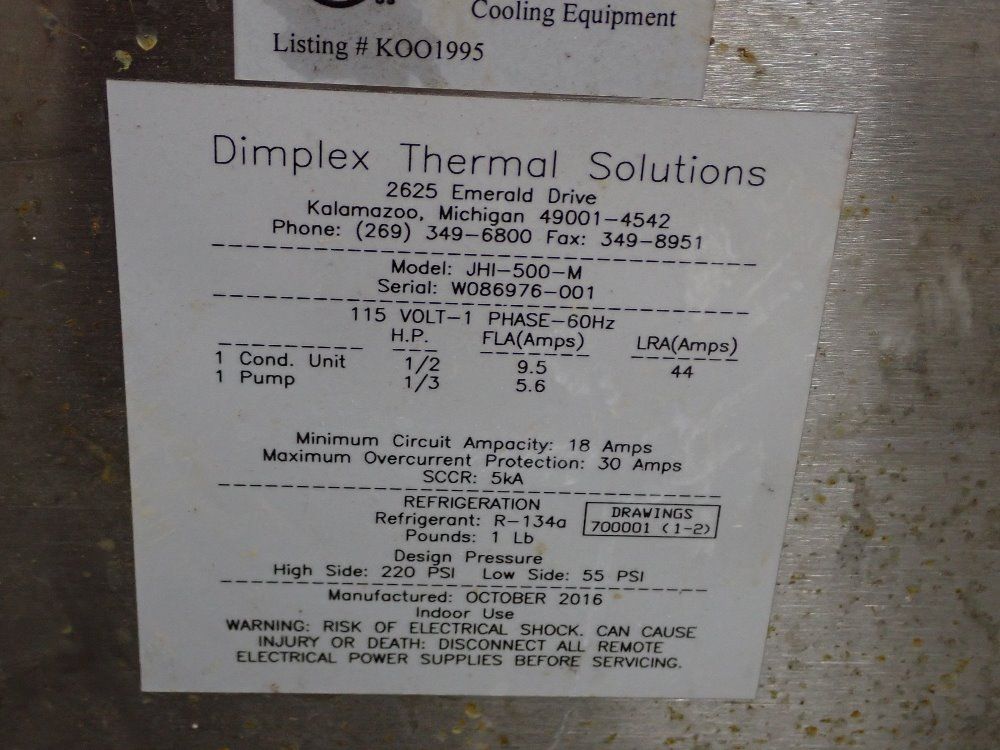 Cooling Equipment
Listing # KOO1995
Dimplex Thermal Solutions
2625 Emerald Drive
Kalamazoo, Michigan 49001-4542
Phone: (269) 349-6800 Fax: 349-8951
Model: JHI-500-M
Serial: W086976-001
115 VOLT-1 PHASE-60Hz
H.P. FLA(Amps) LRA(Amps)
1 Cond. Unit 1/2 9.5 44
1 Pump 1/3 5.6
Minimum Circuit Ampacity: 18 Amps
Maximum Overcurrent Protection: 30 Amps
SCCR: 5kA
REFRIGERATION
Refrigerant: R-134a
Pounds: 1 Lb
DRAWINGS
700001 (1-2)
Design Pressure
High Side: 220 PSI Low Side: 55 PSI
Manufactured: OCTOBER 2016
Indoor Use
WARNING: RISK OF ELECTRICAL SHOCK. CAN CAUSE
INJURY OR DEATH: DISCONNECT ALL REMOTE
ELECTRICAL POWER SUPPLIES BEFORE SERVICING.